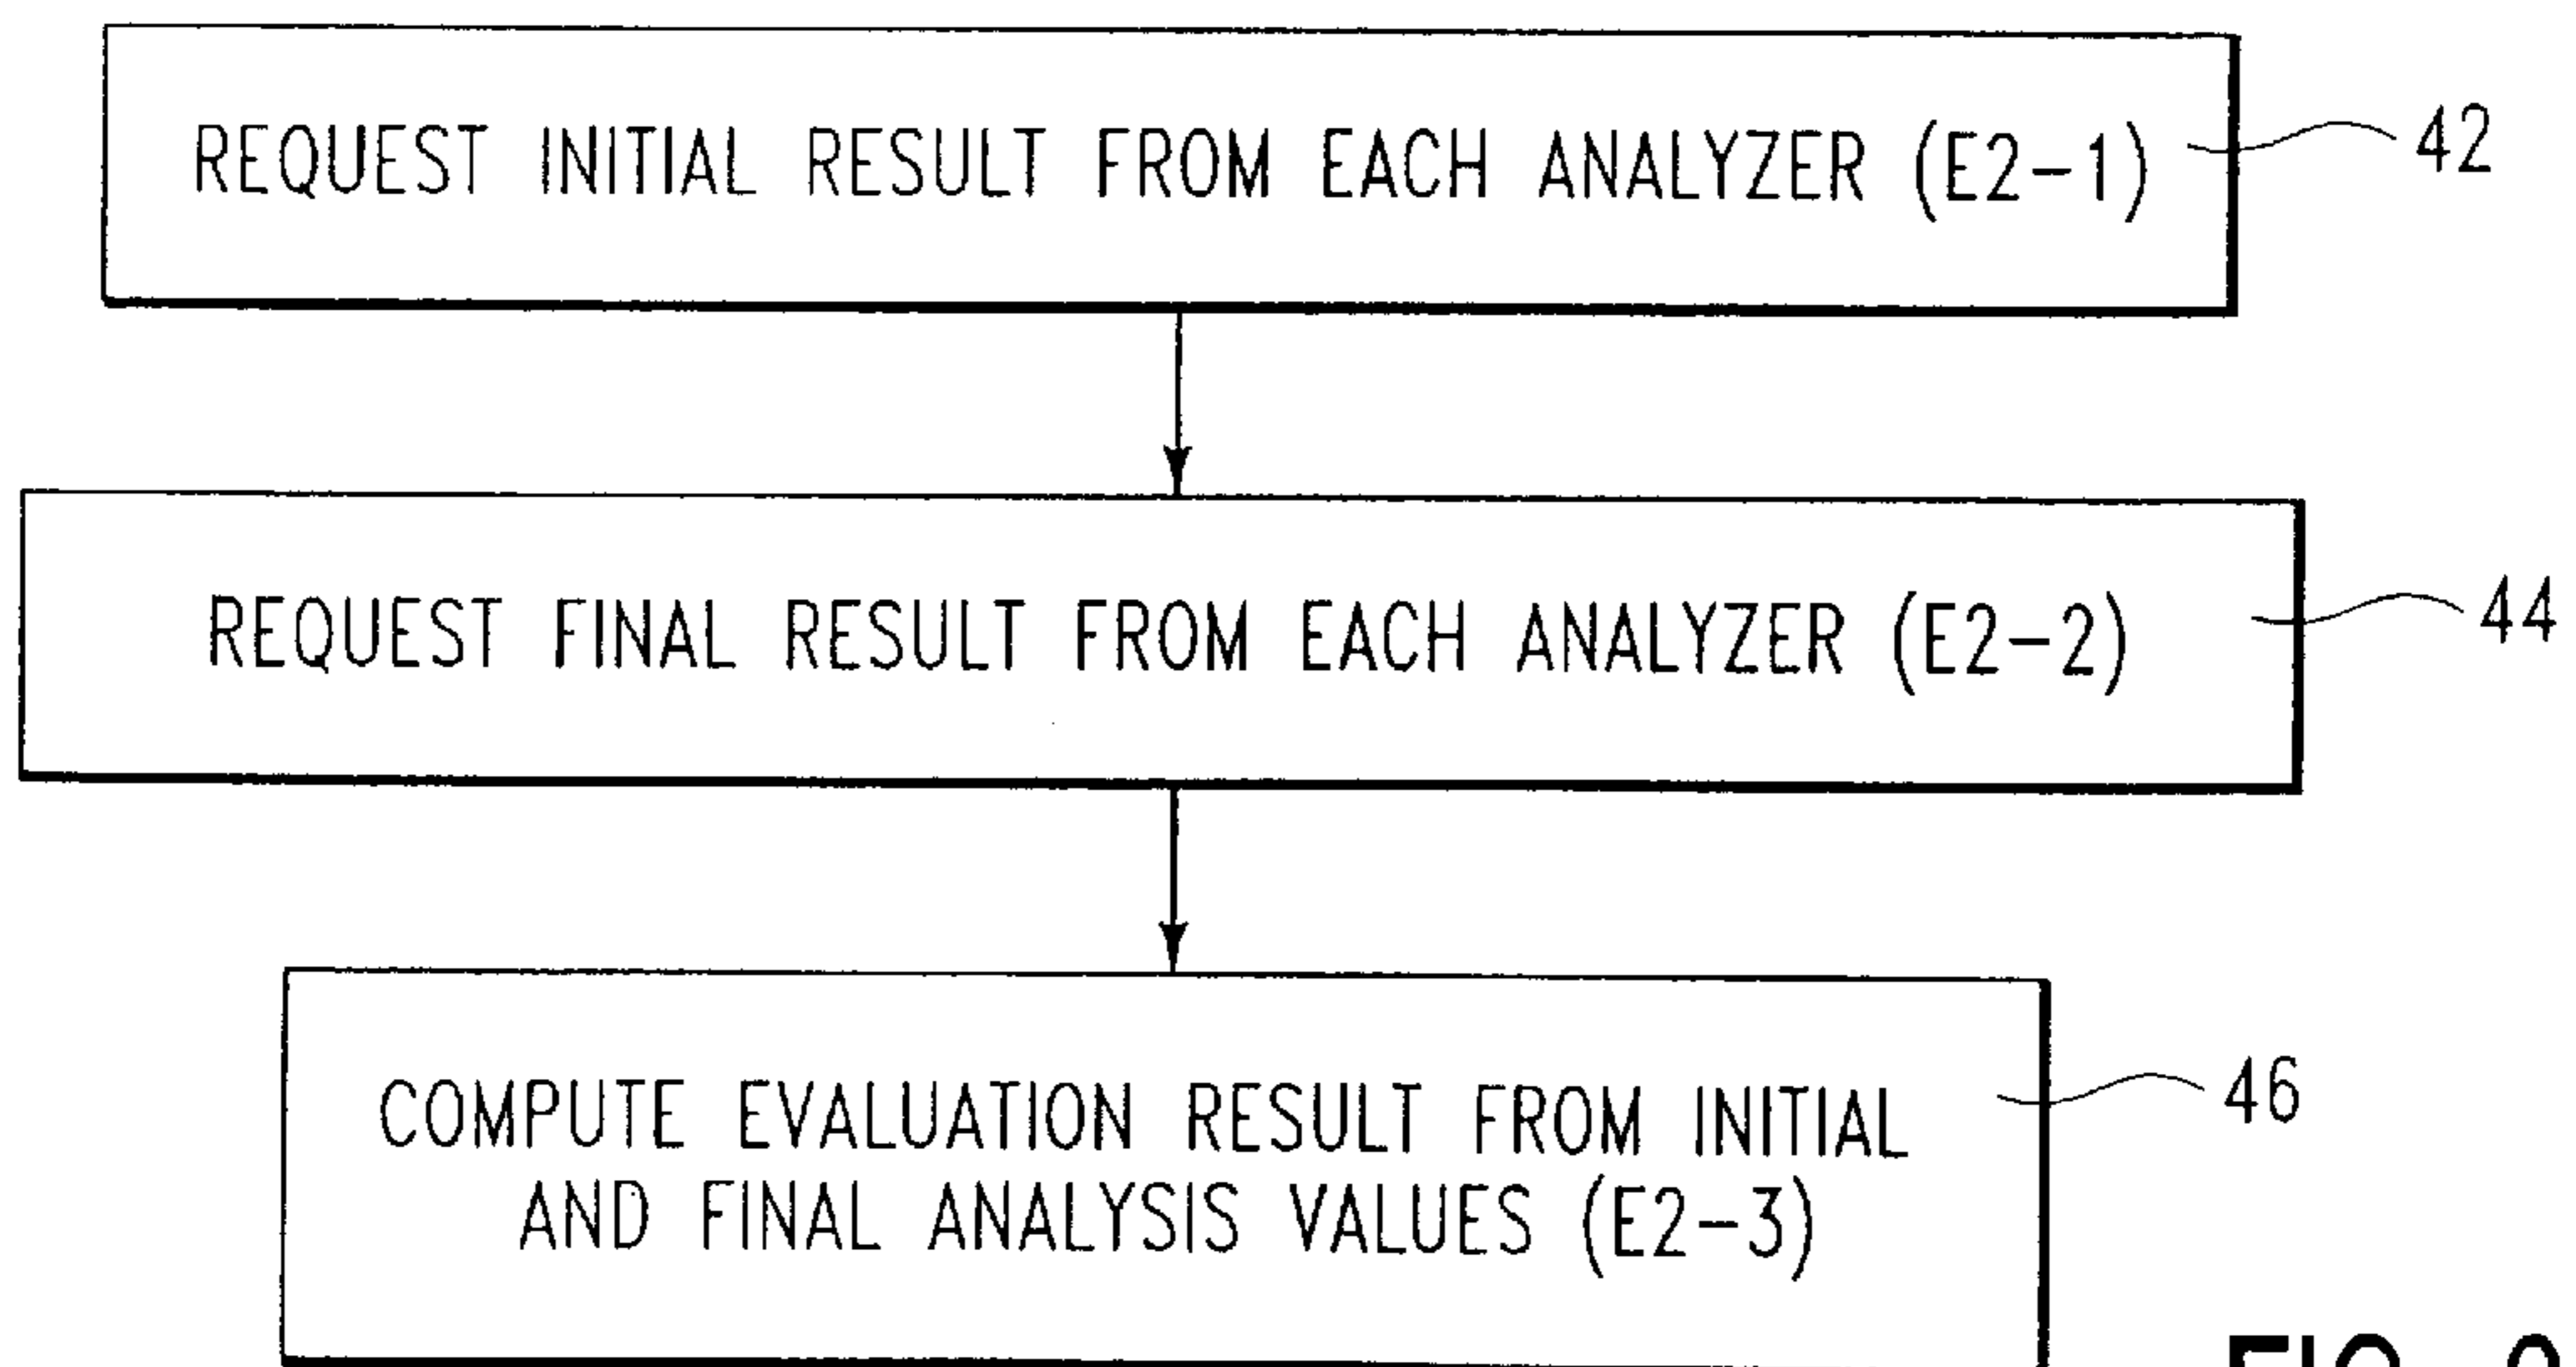 REQUEST INITIAL RESULT FROM EACH ANALYZER (E2-1)
42
REQUEST FINAL RESULT FROM EACH ANALYZER (E2-2)
44
COMPUTE EVALUATION RESULT FROM INITIAL
AND FINAL ANALYSIS VALUES (E2-3)
46